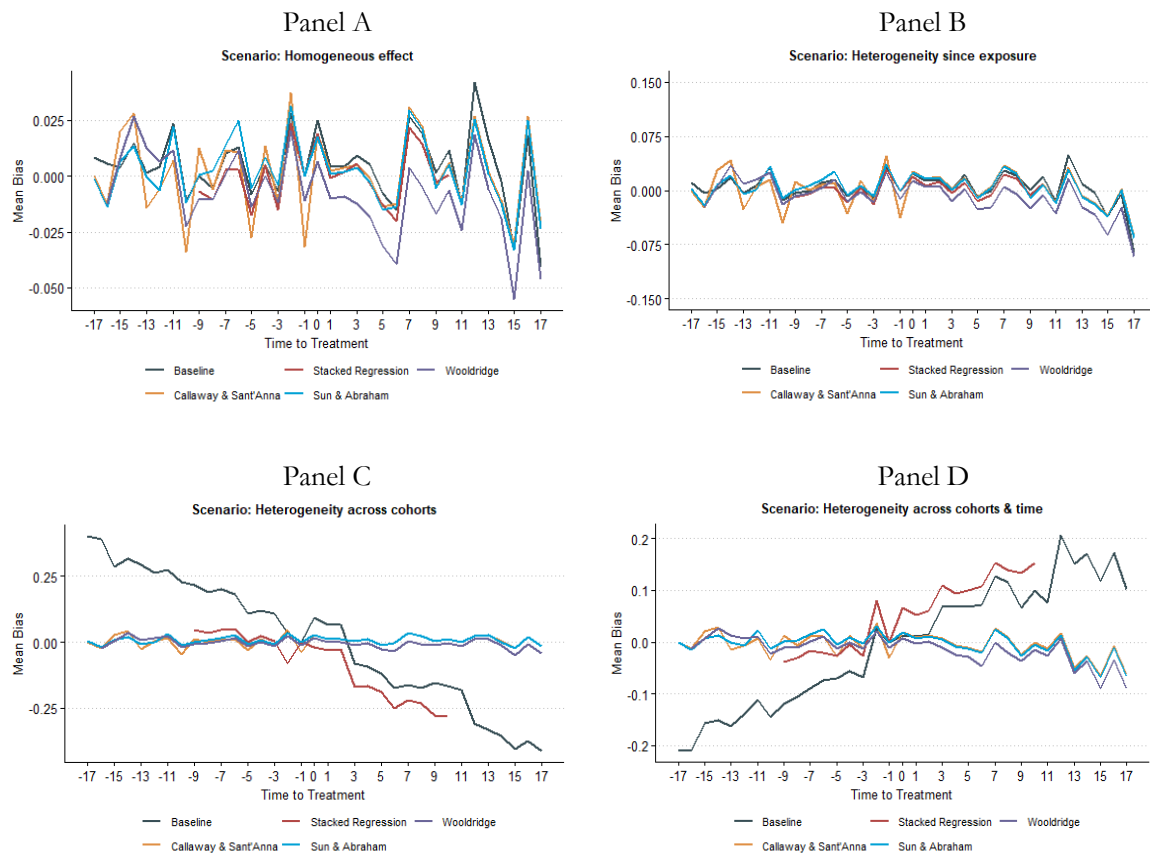 Panel A
Scenario: Homogeneous effect
0.025
0.000
-0.025
-0.050
Mean Bias
-17 -15 -13 -11 -9 -7 -5 -3 -1 0 1 3 5 7 9 11 13 15 17
Time to Treatment
Baseline Stacked Regression Wooldridge
Callaway & Sant'Anna Sun & Abraham
Panel B
Scenario: Heterogeneity since exposure
0.150
0.075
0.000
-0.075
-0.150
Mean Bias
-17 -15 -13 -11 -9 -7 -5 -3 -1 0 1 3 5 7 9 11 13 15 17
Time to Treatment
Baseline Stacked Regression Wooldridge
Callaway & Sant'Anna Sun & Abraham
Panel C
Scenario: Heterogeneity across cohorts
0.25
0.00
-0.25
Mean Bias
-17 -15 -13 -11 -9 -7 -5 -3 -1 0 1 3 5 7 9 11 13 15 17
Time to Treatment
Baseline Stacked Regression Wooldridge
Callaway & Sant'Anna Sun & Abraham
Panel D
Scenario: Heterogeneity across cohorts & time
0.2
0.1
0.0
-0.1
-0.2
Mean Bias
-17 -15 -13 -11 -9 -7 -5 -3 -1 0 1 3 5 7 9 11 13 15 17
Time to Treatment
Baseline Stacked Regression Wooldridge
Callaway & Sant'Anna Sun & Abraham